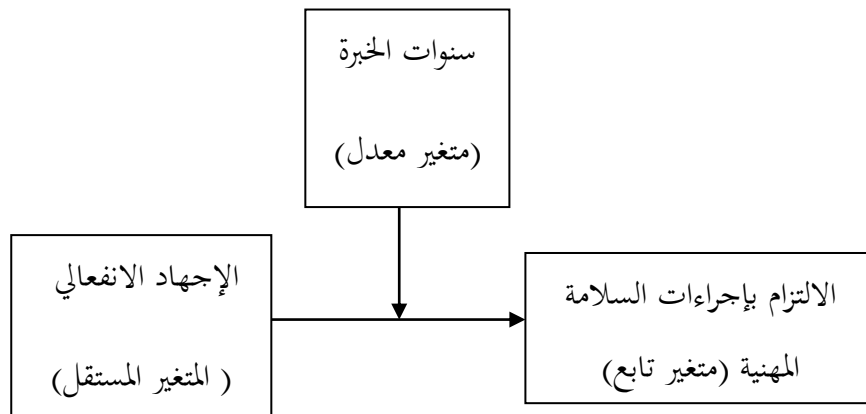 سنوات الخبرة
(متغير معدل)
الإجهاد الانفعالي
( المتغير المستقل)
الالتزام بإجراءات السلامة
المهنية (متغير تابع)